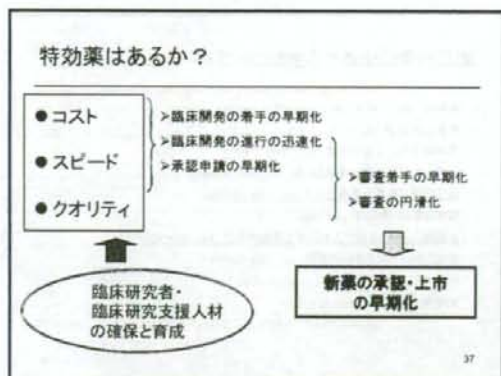 特効薬はあるか？
● コスト
● スピード
● クオリティ
➢臨床開発の着手の早期化
➢臨床開発の進行の迅速化
➢承認申請の早期化
➢審査着手の早期化
➢審査の円滑化
臨床研究者・
臨床研究支援人材
の確保と育成
新薬の承認・上市
の早期化
37